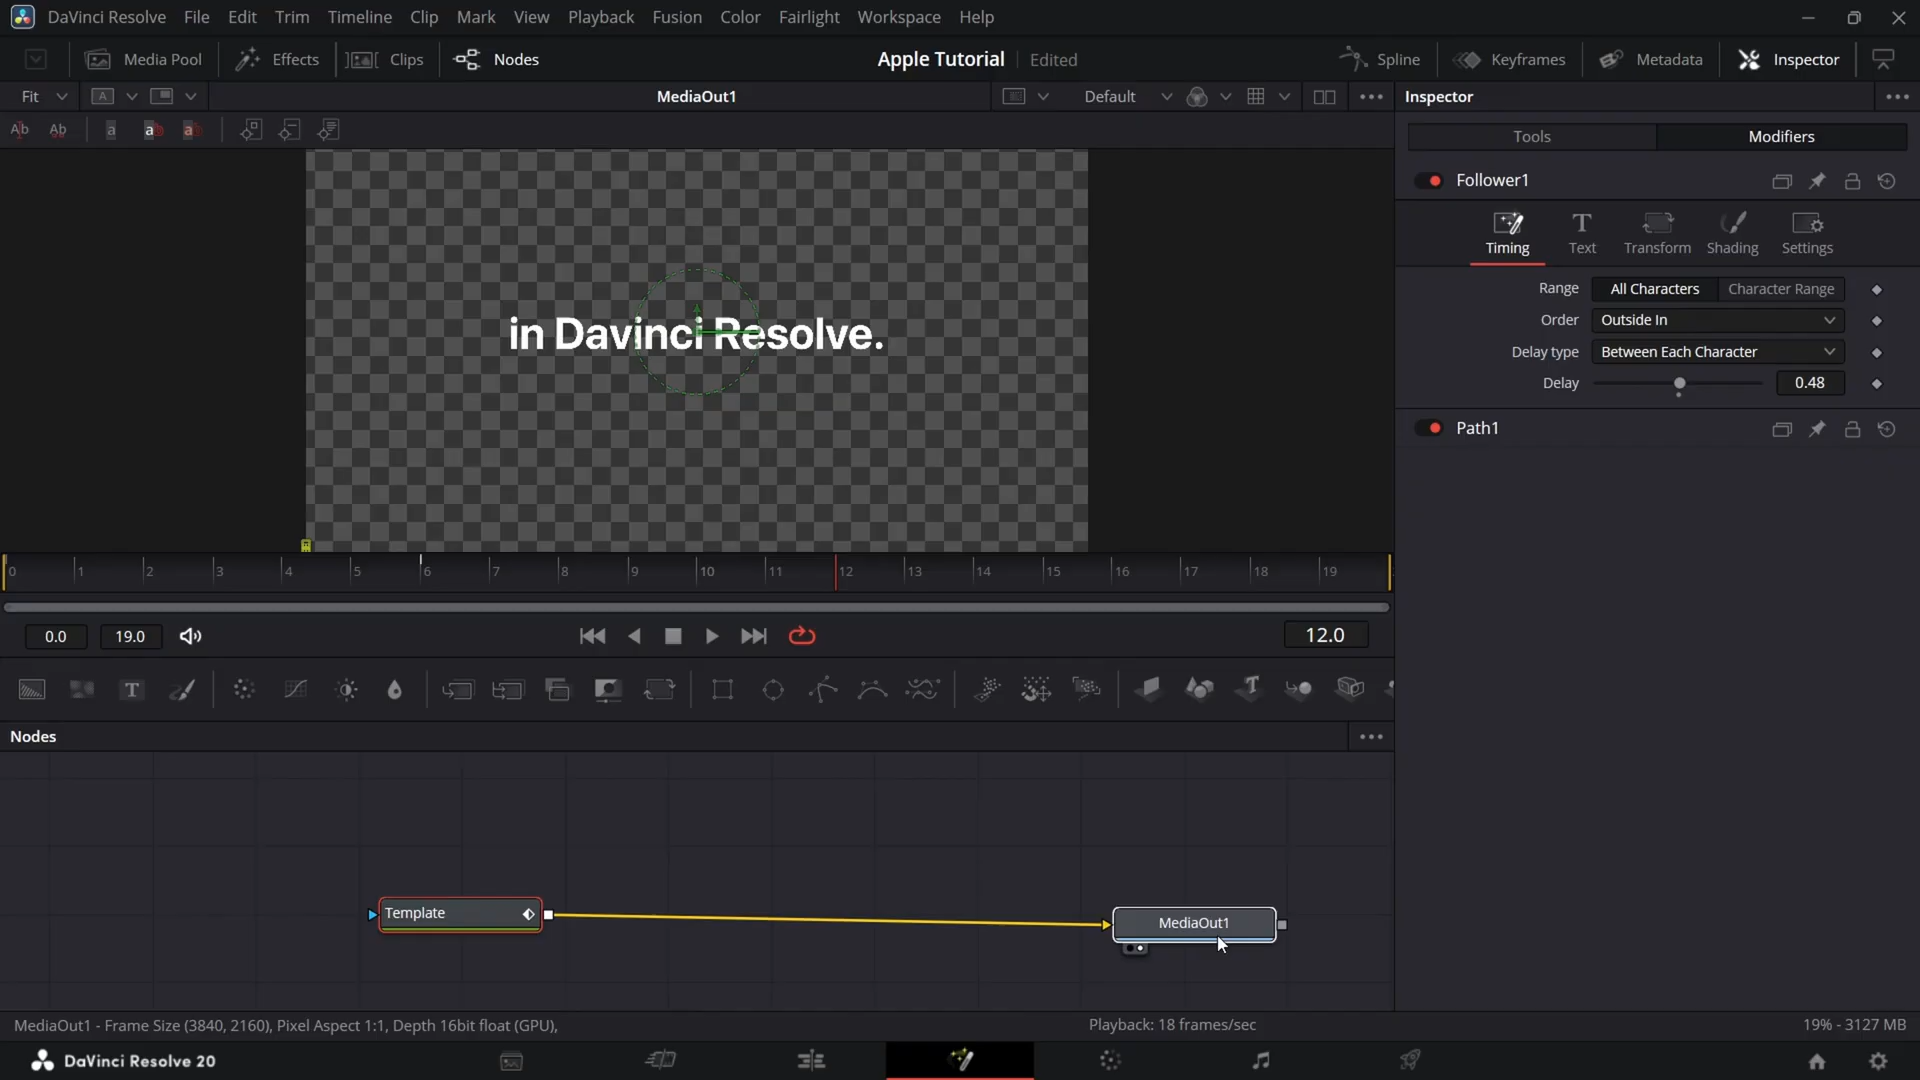 DaVinci Resolve File Edit Trim Timeline Clip Mark View Playback Fusion Color Fairlight Workspace Help
Media Pool Effects Clips Nodes Apple Tutorial Edited Spline Keyframes Metadata Inspector
Fit A MediaOut1 Default Inspector
Ab Ab a ab ab
Tools Modifiers
Follower1
Timing Text Transform Shading Settings
Range All Characters Character Range
Order Outside In
Delay type Between Each Character
Delay 0.48
Path1
in Davinci Resolve.
0 1 2 3 4 5 6 7 8 9 10 11 12 13 14 15 16 17 18 19
0.0 19.0 12.0
T T
Nodes
Template
MediaOut1
MediaOut1 - Frame Size (3840, 2160), Pixel Aspect 1:1, Depth 16bit float (GPU), Playback: 18 frames/sec 19% - 3127 MB
DaVinci Resolve 20